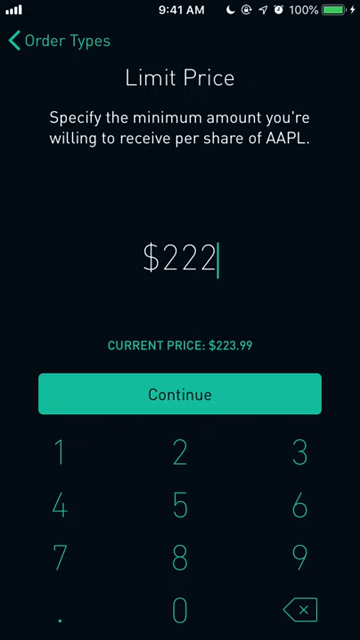 9:41 AM 100%
Order Types
Limit Price
Specify the minimum amount you're
willing to receive per share of AAPL.
$222
CURRENT PRICE: $223.99
Continue
1 2 3
4 5 6
7 8 9
. 0